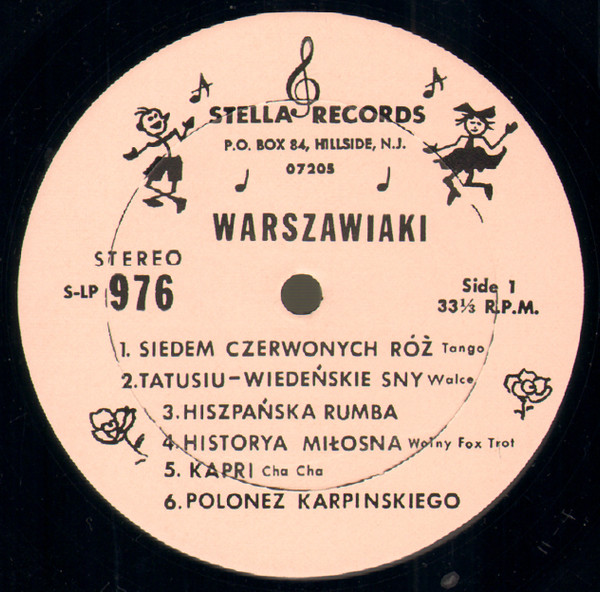 STELLA RECORDS
P.O. BOX 84, HILLSIDE, N.J.
07205
WARSZAWIAKI
STEREO
S-LP 976
Side 1
33⅓ R.P.M.
1. SIEDEM CZERWONYCH RÓŻ Tango
2. TATUSIU-WIEDEŃSKIE SNY Walce
3. HISZPAŃSKA RUMBA
4. HISTORYA MIŁOSNA Wolny Fox Trot
5. KAPRI Cha Cha
6. POLONEZ KARPINSKIEGO